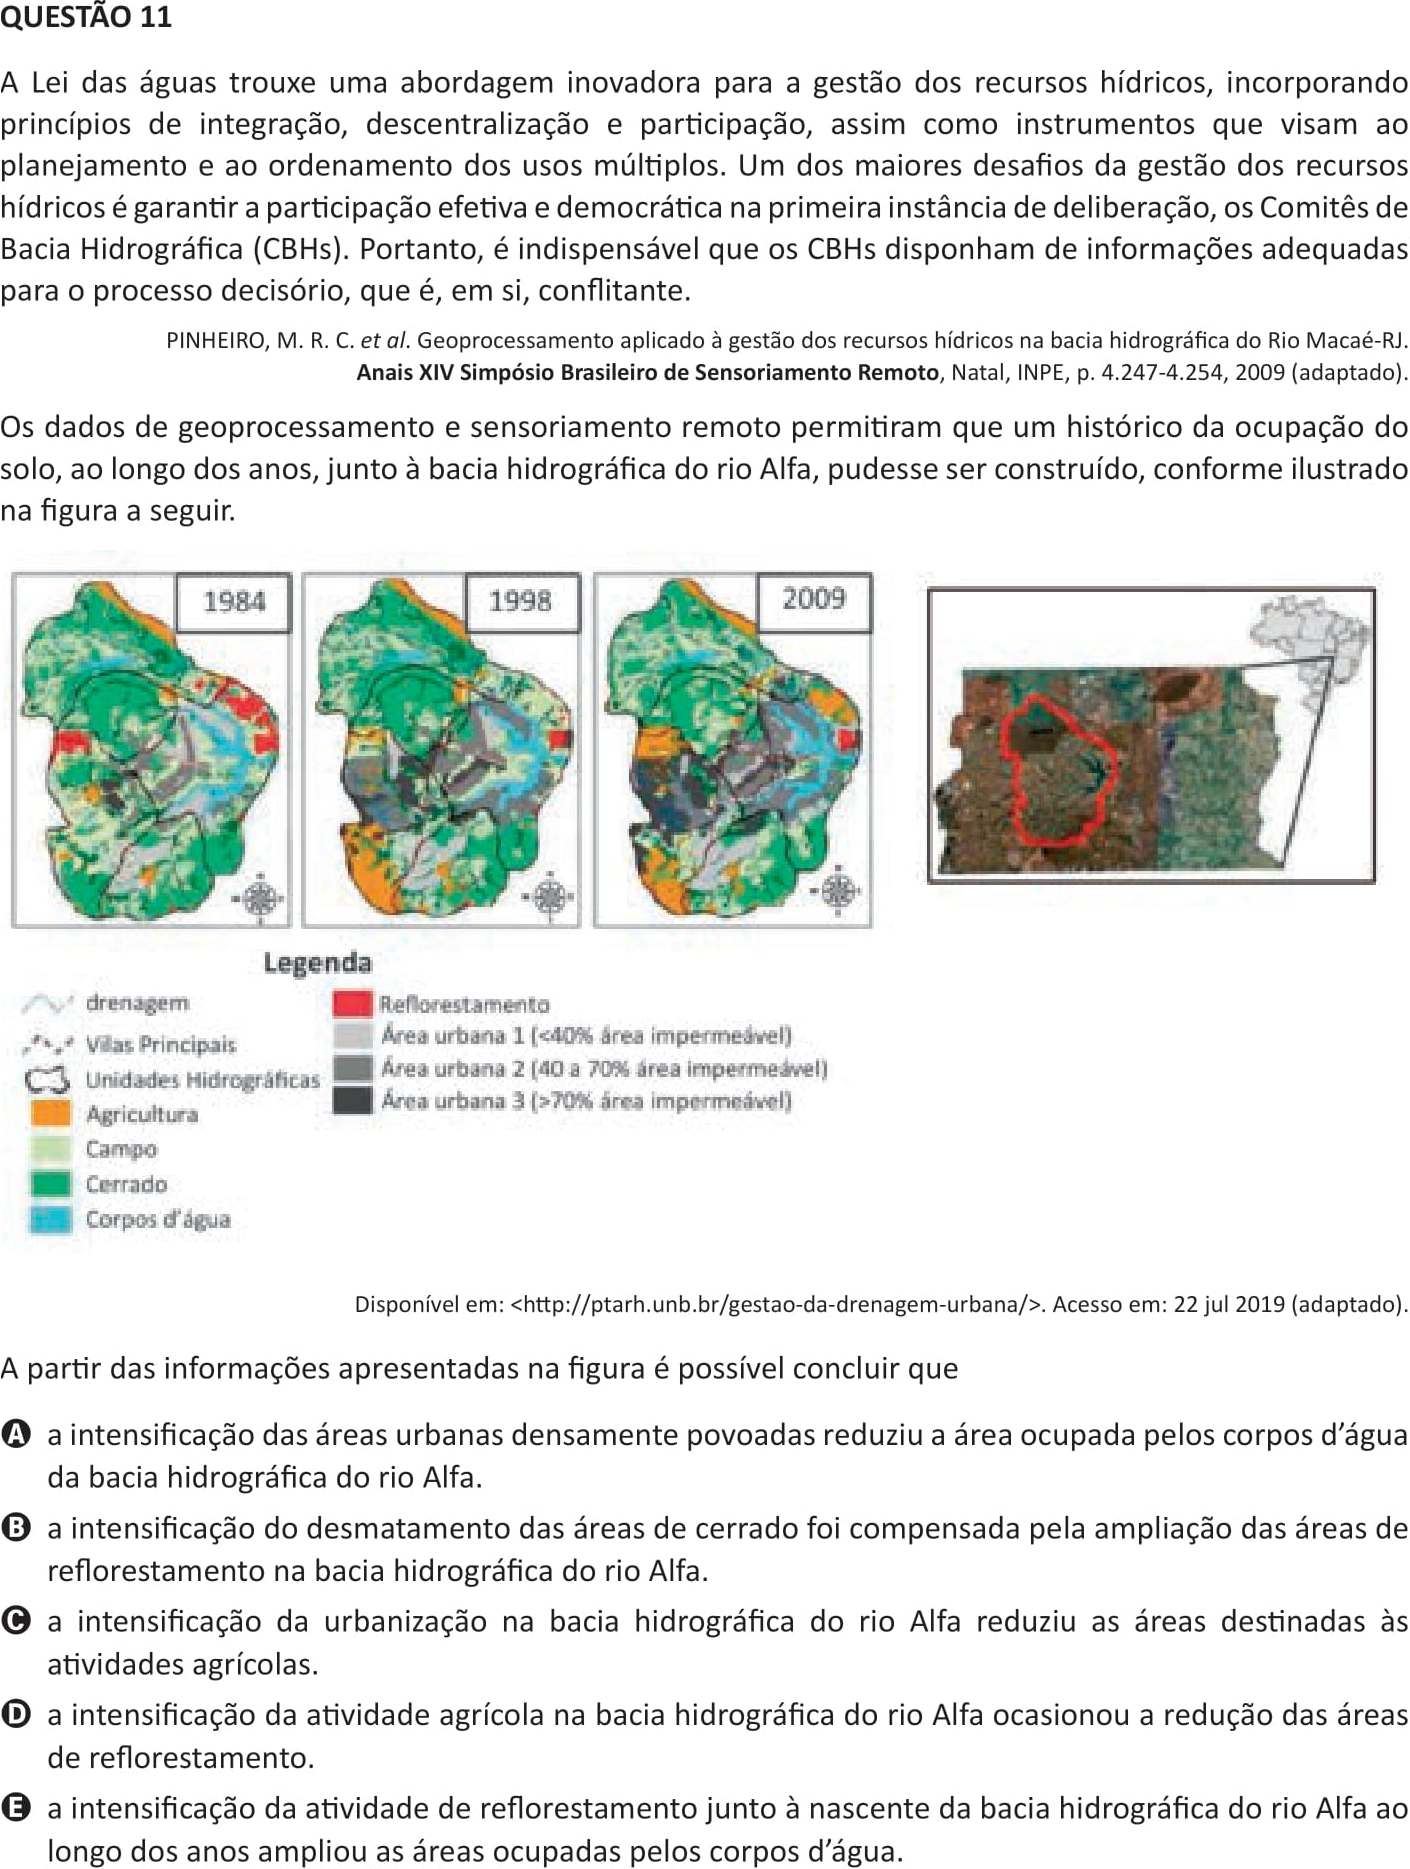 QUESTÃO 11
A Lei das águas trouxe uma abordagem inovadora para a gestão dos recursos hídricos, incorporando
princípios de integração, descentralização e participação, assim como instrumentos que visam ao
planejamento e ao ordenamento dos usos múltiplos. Um dos maiores desafios da gestão dos recursos
hídricos é garantir a participação efetiva e democrática na primeira instância de deliberação, os Comitês de
Bacia Hidrográfica (CBHs). Portanto, é indispensável que os CBHs disponham de informações adequadas
para o processo decisório, que é, em si, conflitante.
PINHEIRO, M. R. C. et al. Geoprocessamento aplicado à gestão dos recursos hídricos na bacia hidrográfica do Rio Macaé-RJ.
Anais XIV Simpósio Brasileiro de Sensoriamento Remoto, Natal, INPE, p. 4.247-4.254, 2009 (adaptado).
Os dados de geoprocessamento e sensoriamento remoto permitiram que um histórico da ocupação do
solo, ao longo dos anos, junto à bacia hidrográfica do rio Alfa, pudesse ser construído, conforme ilustrado
na figura a seguir.
1984
1998
2009
Legenda
drenagem
Vilas Principais
Unidades Hidrográficas
Agricultura
Campo
Cerrado
Corpos d'água
Reflorestamento
Área urbana 1 (<40% área impermeável)
Área urbana 2 (40 a 70% área impermeável)
Área urbana 3 (>70% área impermeável)
Disponível em: <http://ptarh.unb.br/gestao-da-drenagem-urbana/>. Acesso em: 22 jul 2019 (adaptado).
A partir das informações apresentadas na figura é possível concluir que
A a intensificação das áreas urbanas densamente povoadas reduziu a área ocupada pelos corpos d'água
da bacia hidrográfica do rio Alfa.
B a intensificação do desmatamento das áreas de cerrado foi compensada pela ampliação das áreas de
reflorestamento na bacia hidrográfica do rio Alfa.
C a intensificação da urbanização na bacia hidrográfica do rio Alfa reduziu as áreas destinadas às
atividades agrícolas.
D a intensificação da atividade agrícola na bacia hidrográfica do rio Alfa ocasionou a redução das áreas
de reflorestamento.
E a intensificação da atividade de reflorestamento junto à nascente da bacia hidrográfica do rio Alfa ao
longo dos anos ampliou as áreas ocupadas pelos corpos d'água.